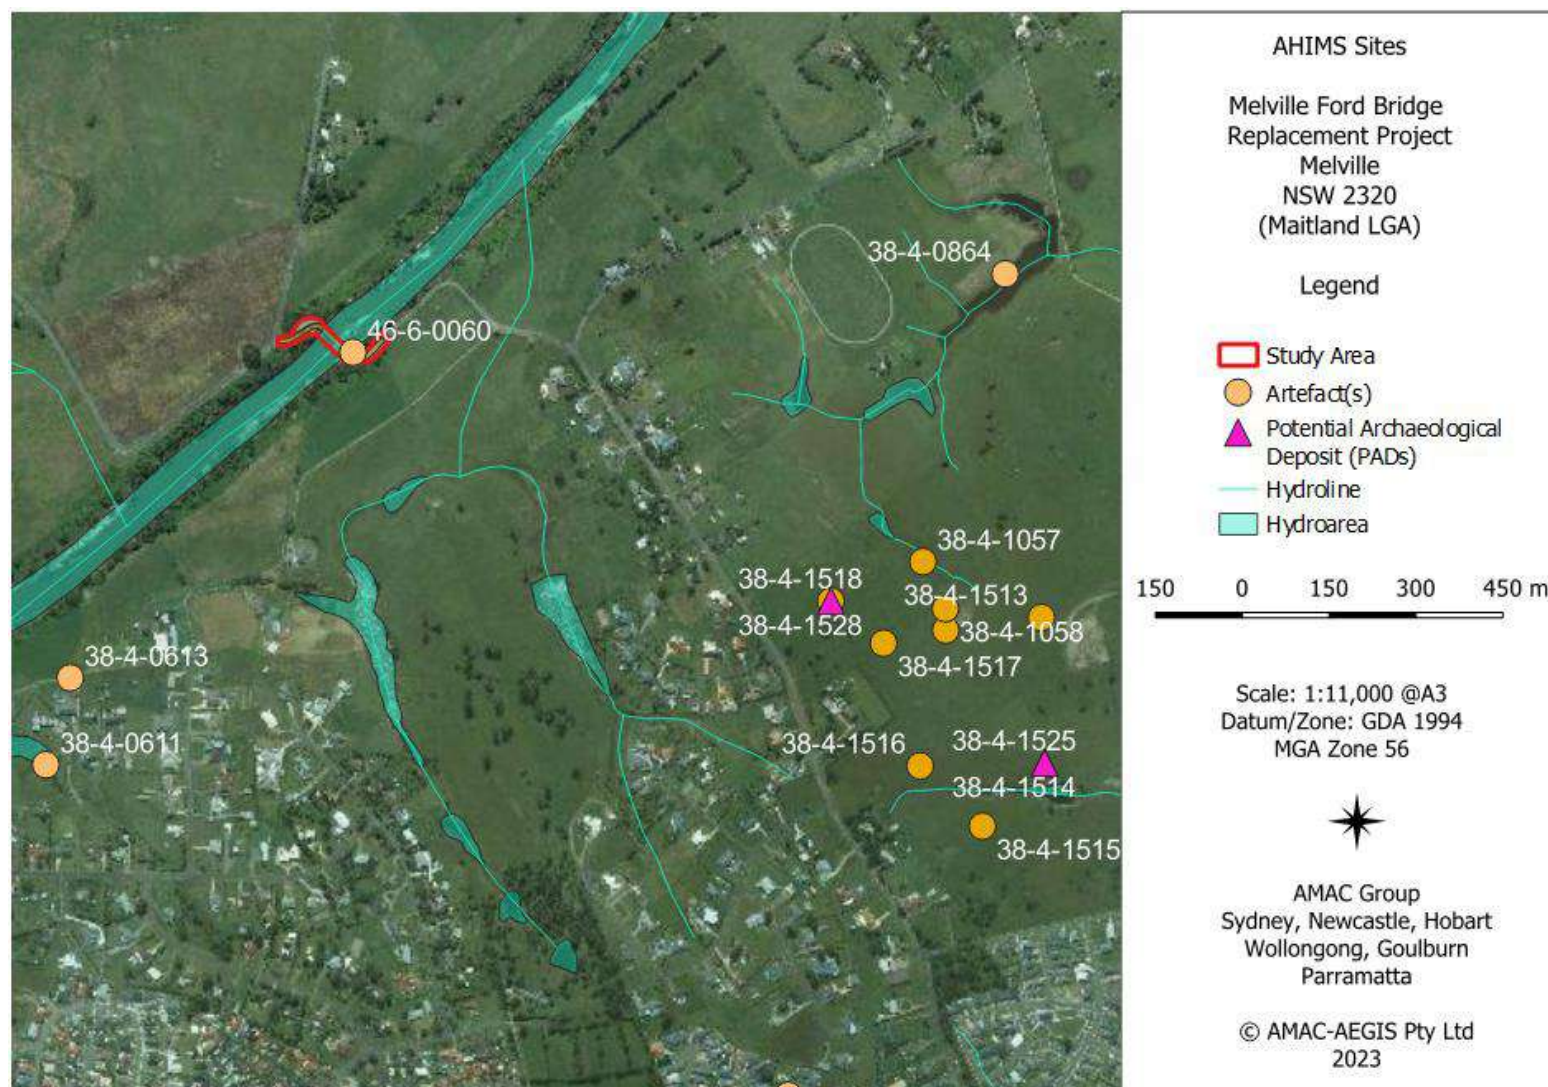 38-4-0864
46-6-0060
38-4-1057
38-4-1518
38-4-1513
38-4-1528
38-4-1058
38-4-1517
38-4-0613
38-4-0611
38-4-1516
38-4-1525
38-4-1514
38-4-1515
AHIMS Sites
Melville Ford Bridge
Replacement Project
Melville
NSW 2320
(Maitland LGA)
Legend
Study Area
Artefact(s)
Potential Archaeological
Deposit (PADs)
Hydroline
Hydroarea
150 0 150 300 450 m
Scale: 1:11,000 @A3
Datum/Zone: GDA 1994
MGA Zone 56
AMAC Group
Sydney, Newcastle, Hobart
Wollongong, Goulburn
Parramatta
© AMAC-AEGIS Pty Ltd
2023